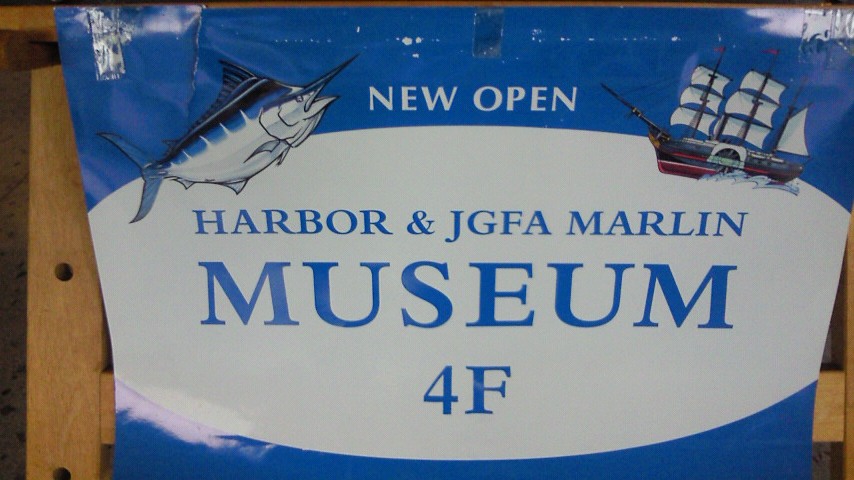 NEW OPEN
HARBOR & JGFA MARLIN
MUSEUM
4F